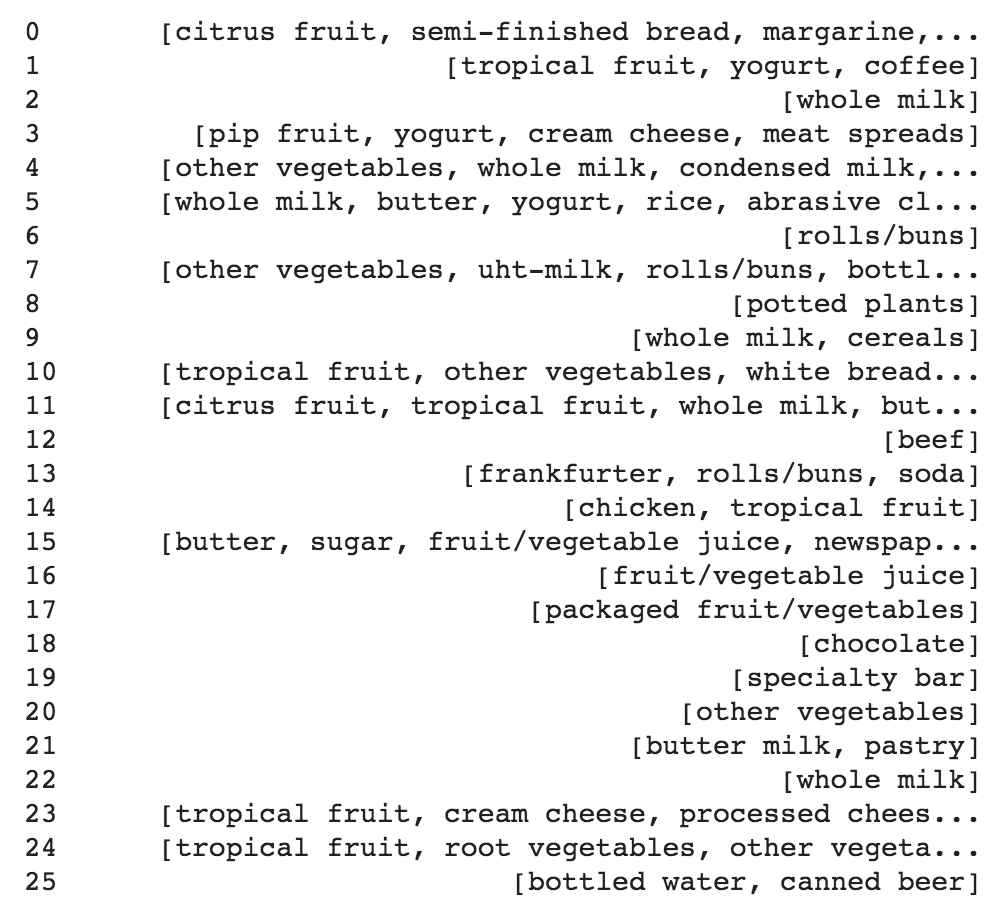 0 [citrus fruit, semi-finished bread, margarine,...
1 [tropical fruit, yogurt, coffee]
2 [whole milk]
3 [pip fruit, yogurt, cream cheese, meat spreads]
4 [other vegetables, whole milk, condensed milk,...
5 [whole milk, butter, yogurt, rice, abrasive cl...
6 [rolls/buns]
7 [other vegetables, uht-milk, rolls/buns, bottl...
8 [potted plants]
9 [whole milk, cereals]
10 [tropical fruit, other vegetables, white bread...
11 [citrus fruit, tropical fruit, whole milk, but...
12 [beef]
13 [frankfurter, rolls/buns, soda]
14 [chicken, tropical fruit]
15 [butter, sugar, fruit/vegetable juice, newspap...
16 [fruit/vegetable juice]
17 [packaged fruit/vegetables]
18 [chocolate]
19 [specialty bar]
20 [other vegetables]
21 [butter milk, pastry]
22 [whole milk]
23 [tropical fruit, cream cheese, processed chees...
24 [tropical fruit, root vegetables, other vegeta...
25 [bottled water, canned beer]